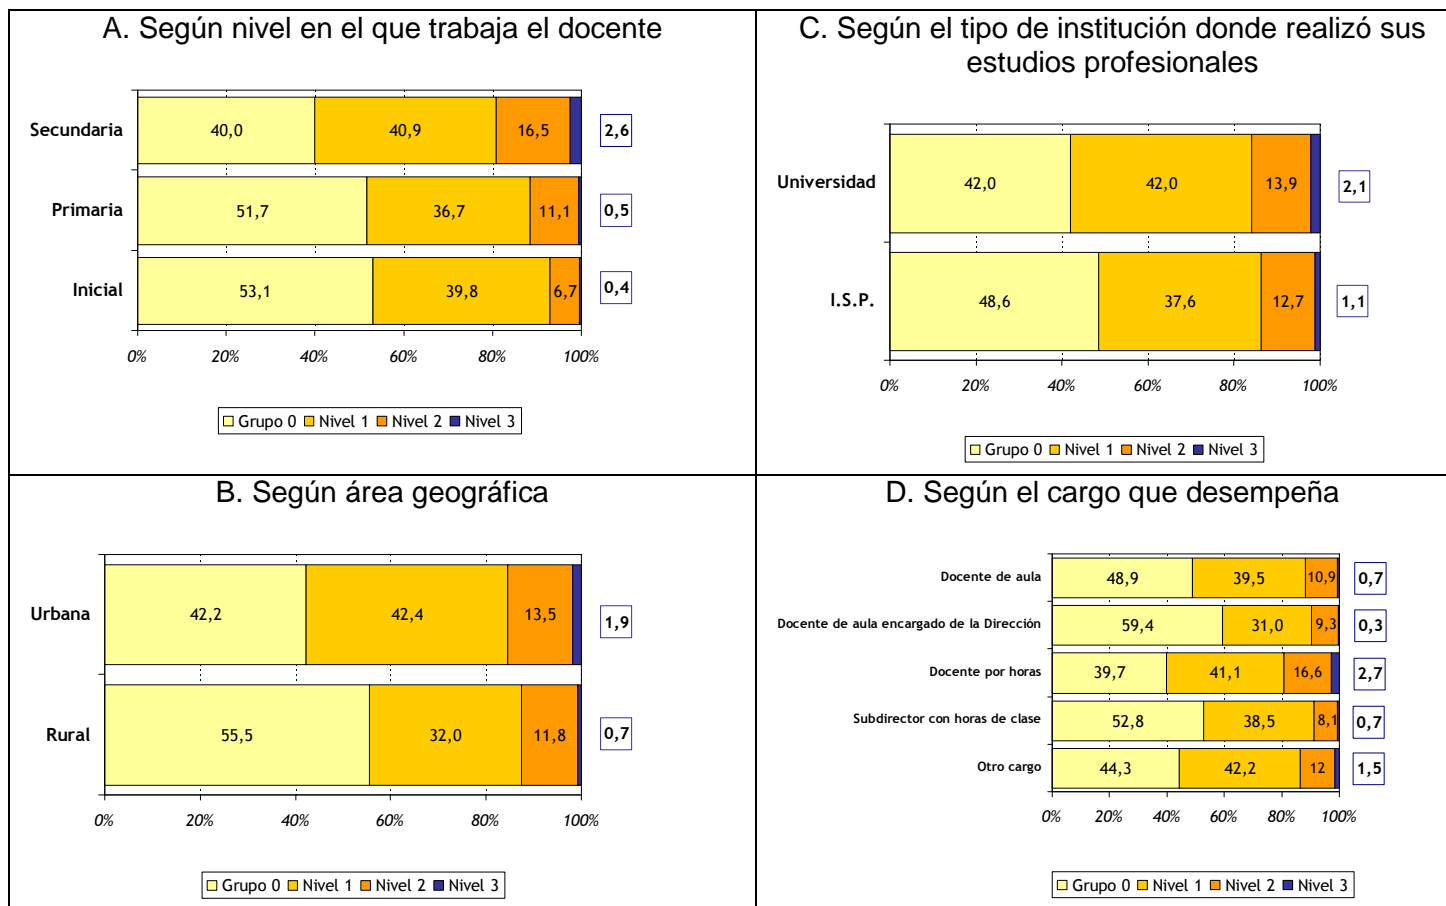 A. Según nivel en el que trabaja el docente
Secundaria 40,0 40,9 16,5 2,6
Primaria 51,7 36,7 11,1 0,5
Inicial 53,1 39,8 6,7 0,4
0% 20% 40% 60% 80% 100%
Grupo 0 Nivel 1 Nivel 2 Nivel 3
C. Según el tipo de institución donde realizó sus
estudios profesionales
Universidad 42,0 42,0 13,9 2,1
I.S.P. 48,6 37,6 12,7 1,1
0% 20% 40% 60% 80% 100%
Grupo 0 Nivel 1 Nivel 2 Nivel 3
B. Según área geográfica
Urbana 42,2 42,4 13,5 1,9
Rural 55,5 32,0 11,8 0,7
0% 20% 40% 60% 80% 100%
Grupo 0 Nivel 1 Nivel 2 Nivel 3
D. Según el cargo que desempeña
Docente de aula 48,9 39,5 10,9 0,7
Docente de aula encargado de la Dirección 59,4 31,0 9,3 0,3
Docente por horas 39,7 41,1 16,6 2,7
Subdirector con horas de clase 52,8 38,5 8,1 0,7
Otro cargo 44,3 42,2 12 1,5
0% 20% 40% 60% 80% 100%
Grupo 0 Nivel 1 Nivel 2 Nivel 3